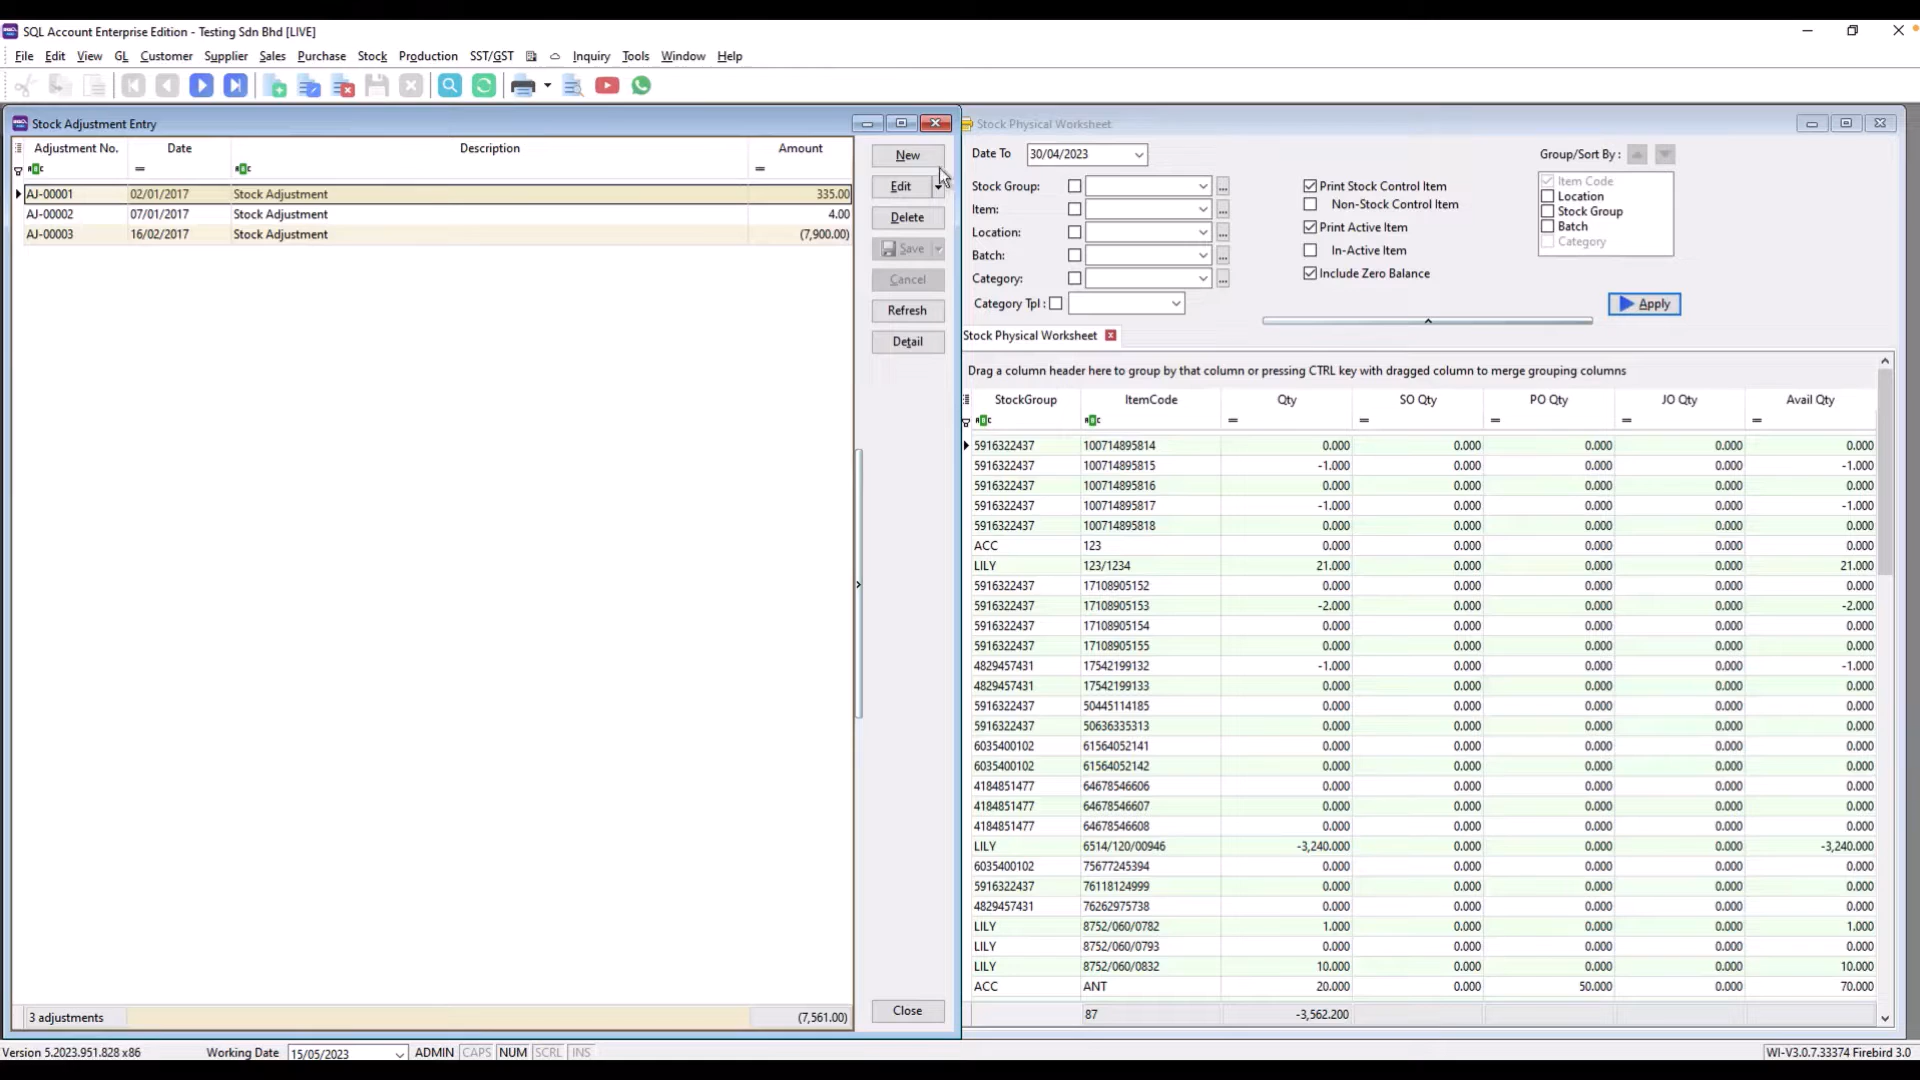 SQL Account Enterprise Edition - Testing Sdn Bhd [LIVE]
File Edit View GL Customer Supplier Sales Purchase Stock Production SST/GST Inquiry Tools Window Help
Stock Adjustment Entry
Adjustment No. Date Description Amount
AJ-00001 02/01/2017 Stock Adjustment 335.00
AJ-00002 07/01/2017 Stock Adjustment 4.00
AJ-00003 16/02/2017 Stock Adjustment (7,900.00)
3 adjustments (7,561.00)
New
Edit
Delete
Save
Cancel
Refresh
Detail
Close
Stock Physical Worksheet
Date To 30/04/2023
Stock Group:
Item:
Location:
Batch:
Category:
Category Tpl :
Print Stock Control Item
Non-Stock Control Item
Print Active Item
In-Active Item
Include Zero Balance
Group/Sort By :
Item Code
Location
Stock Group
Batch
Category
Apply
Stock Physical Worksheet
Drag a column header here to group by that column or pressing CTRL key with dragged column to merge grouping columns
StockGroup ItemCode Qty SO Qty PO Qty JO Qty Avail Qty
5916322437 100714895814 0.000 0.000 0.000 0.000 0.000
5916322437 100714895815 -1.000 0.000 0.000 0.000 -1.000
5916322437 100714895816 0.000 0.000 0.000 0.000 0.000
5916322437 100714895817 -1.000 0.000 0.000 0.000 -1.000
5916322437 100714895818 0.000 0.000 0.000 0.000 0.000
ACC 123 0.000 0.000 0.000 0.000 0.000
LILY 123/1234 21.000 0.000 0.000 0.000 21.000
5916322437 17108905152 0.000 0.000 0.000 0.000 0.000
5916322437 17108905153 -2.000 0.000 0.000 0.000 -2.000
5916322437 17108905154 0.000 0.000 0.000 0.000 0.000
5916322437 17108905155 0.000 0.000 0.000 0.000 0.000
4829457431 17542199132 -1.000 0.000 0.000 0.000 -1.000
4829457431 17542199133 0.000 0.000 0.000 0.000 0.000
5916322437 50445114185 0.000 0.000 0.000 0.000 0.000
5916322437 50636335313 0.000 0.000 0.000 0.000 0.000
6035400102 61564052141 0.000 0.000 0.000 0.000 0.000
6035400102 61564052142 0.000 0.000 0.000 0.000 0.000
4184851477 64678546606 0.000 0.000 0.000 0.000 0.000
4184851477 64678546607 0.000 0.000 0.000 0.000 0.000
4184851477 64678546608 0.000 0.000 0.000 0.000 0.000
LILY 6514/120/00946 -3,240.000 0.000 0.000 0.000 -3,240.000
6035400102 75677245394 0.000 0.000 0.000 0.000 0.000
5916322437 76118124999 0.000 0.000 0.000 0.000 0.000
4829457431 76262975738 0.000 0.000 0.000 0.000 0.000
LILY 8752/060/0782 1.000 0.000 0.000 0.000 1.000
LILY 8752/060/0793 0.000 0.000 0.000 0.000 0.000
LILY 8752/060/0832 10.000 0.000 0.000 0.000 10.000
ACC ANT 20.000 0.000 50.000 0.000 70.000
87 -3,562.200
Version 5.2023.951.828 x86 Working Date 15/05/2023 ADMIN CAPS NUM SCRL INS WI-V3.0.7.33374 Firebird 3.0